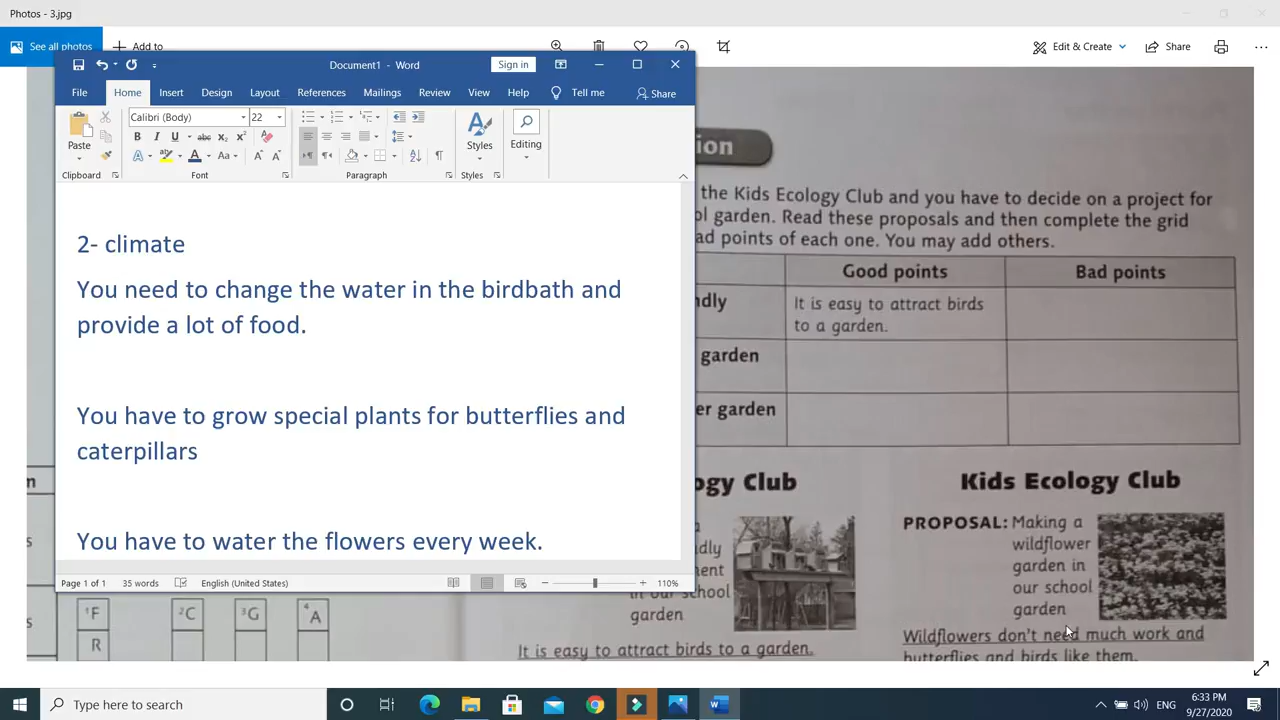 Photos - 3.jpg
See all photos
Add to
Edit & Create
Share
Document1 - Word
Sign in
File
Home
Insert
Design
Layout
References
Mailings
Review
View
Help
Tell me
Share
Paste
Calibri (Body)
22
Styles
Editing
Clipboard
Font
Paragraph
Styles
2- climate
You need to change the water in the birdbath and
provide a lot of food.
You have to grow special plants for butterflies and
caterpillars
You have to water the flowers every week.
Page 1 of 1
35 words
English (United States)
110%
ion
the Kids Ecology Club and you have to decide on a project for
ol garden. Read these proposals and then complete the grid
ad points of each one. You may add others.
Good points
Bad points
ndly
It is easy to attract birds
to a garden.
garden
er garden
ogy Club
Kids Ecology Club
PROPOSAL: Making a
wildflower
garden in
our school
garden
Wildflowers don't need much work and
butterflies and birds like them.
dly
ent
in our school
garden
It is easy to attract birds to a garden.
1F
2C
3G
4A
R
Type here to search
ENG
6:33 PM
9/27/2020